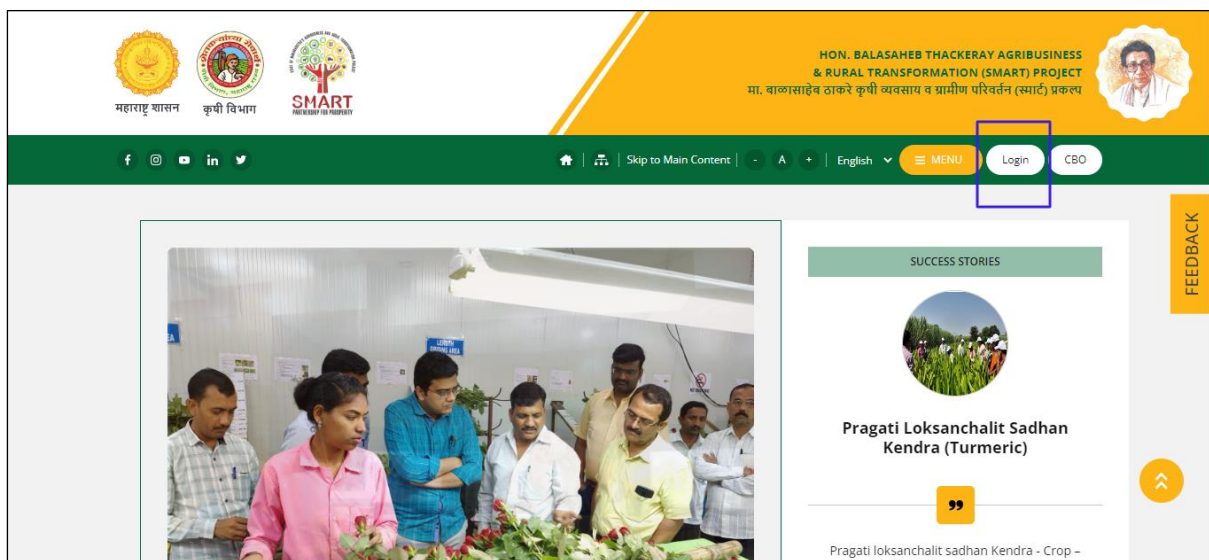 महाराष्ट्र शासन
कृषी विभाग
SMART
PARTNERSHIP FOR PROSPERITY
HON. BALASAHEB THACKERAY AGRIBUSINESS
& RURAL TRANSFORMATION (SMART) PROJECT
मा. बाळासाहेब ठाकरे कृषी व्यवसाय व ग्रामीण परिवर्तन (स्मार्ट) प्रकल्प
Skip to Main Content | - A + | English MENU Login CBO
FEEDBACK
SUCCESS STORIES
Pragati Loksanchalit Sadhan
Kendra (Turmeric)
Pragati loksanchalit sadhan Kendra - Crop –